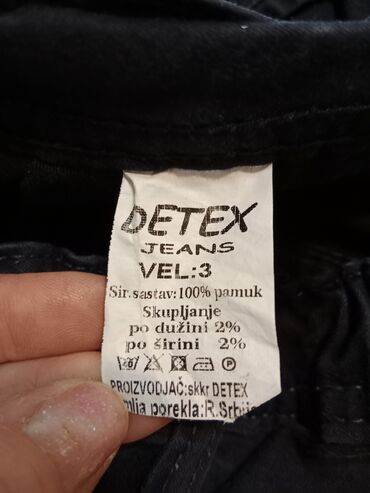 DETEX
JEANS
VEL:3
Sir.sastav:100% pamuk
Skupljanje
po dužini 2%
po širini 2%
PROIZVODJAČ:skkr DETEX
porekla:R.Srbija